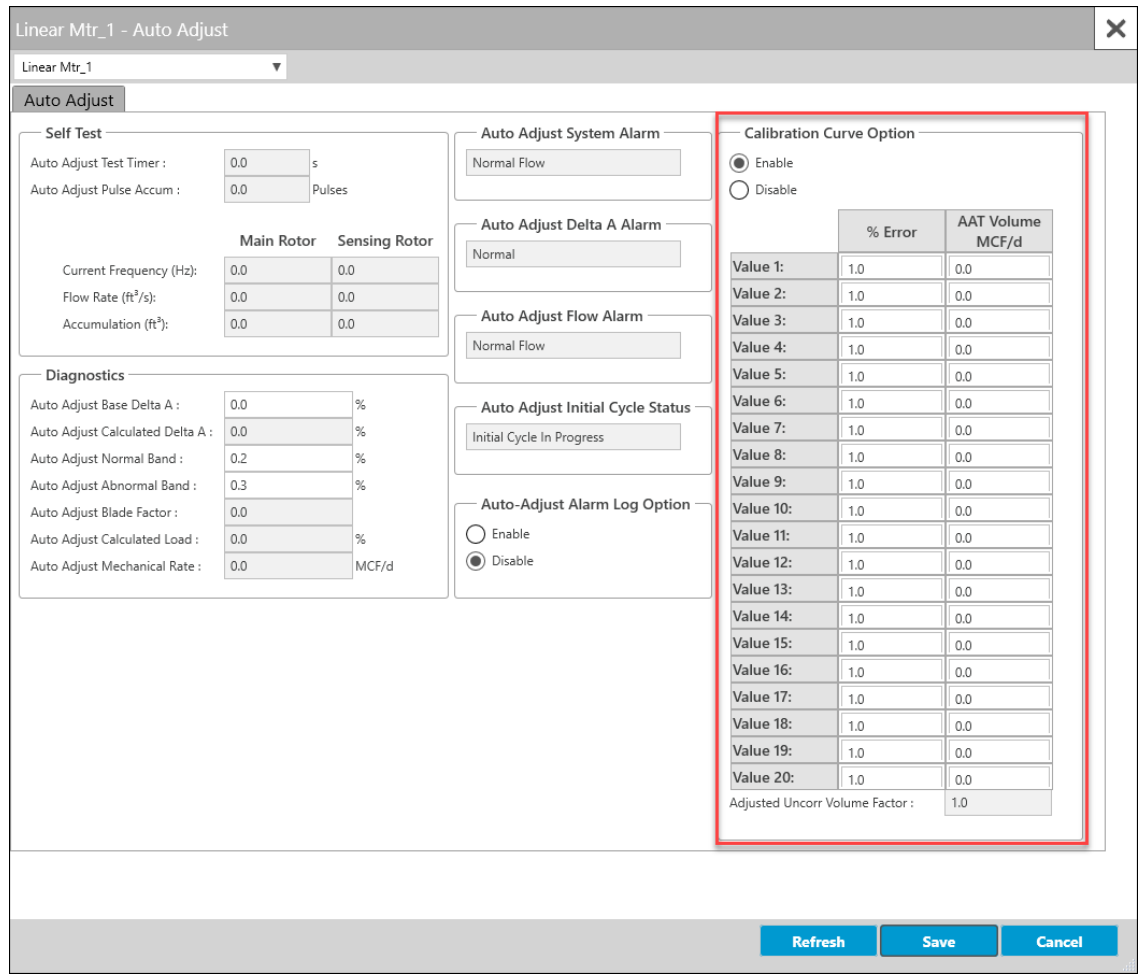 Linear Mtr_1 - Auto Adjust
Linear Mtr_1
Auto Adjust
Self Test
Auto Adjust Test Timer : 0.0 s
Auto Adjust Pulse Accum : 0.0 Pulses
Main Rotor Sensing Rotor
Current Frequency (Hz): 0.0 0.0
Flow Rate (ft³/s): 0.0 0.0
Accumulation (ft³): 0.0 0.0
Diagnostics
Auto Adjust Base Delta A : 0.0 %
Auto Adjust Calculated Delta A : 0.0 %
Auto Adjust Normal Band : 0.2 %
Auto Adjust Abnormal Band : 0.3 %
Auto Adjust Blade Factor : 0.0
Auto Adjust Calculated Load : 0.0 %
Auto Adjust Mechanical Rate : 0.0 MCF/d
Auto Adjust System Alarm
Normal Flow
Auto Adjust Delta A Alarm
Normal
Auto Adjust Flow Alarm
Normal Flow
Auto Adjust Initial Cycle Status
Initial Cycle In Progress
Auto-Adjust Alarm Log Option
Enable
Disable
Calibration Curve Option
Enable
Disable
% Error AAT Volume
MCF/d
Value 1: 1.0 0.0
Value 2: 1.0 0.0
Value 3: 1.0 0.0
Value 4: 1.0 0.0
Value 5: 1.0 0.0
Value 6: 1.0 0.0
Value 7: 1.0 0.0
Value 8: 1.0 0.0
Value 9: 1.0 0.0
Value 10: 1.0 0.0
Value 11: 1.0 0.0
Value 12: 1.0 0.0
Value 13: 1.0 0.0
Value 14: 1.0 0.0
Value 15: 1.0 0.0
Value 16: 1.0 0.0
Value 17: 1.0 0.0
Value 18: 1.0 0.0
Value 19: 1.0 0.0
Value 20: 1.0 0.0
Adjusted Uncorr Volume Factor : 1.0
Refresh Save Cancel